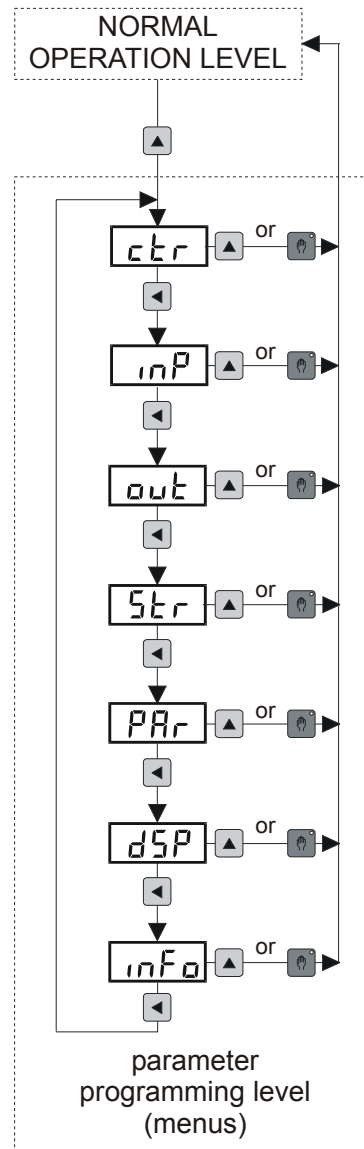 NORMAL
OPERATION LEVEL
ctr or
inP or
out or
Str or
PAr or
dSP or
inFo or
parameter
programming level
(menus)